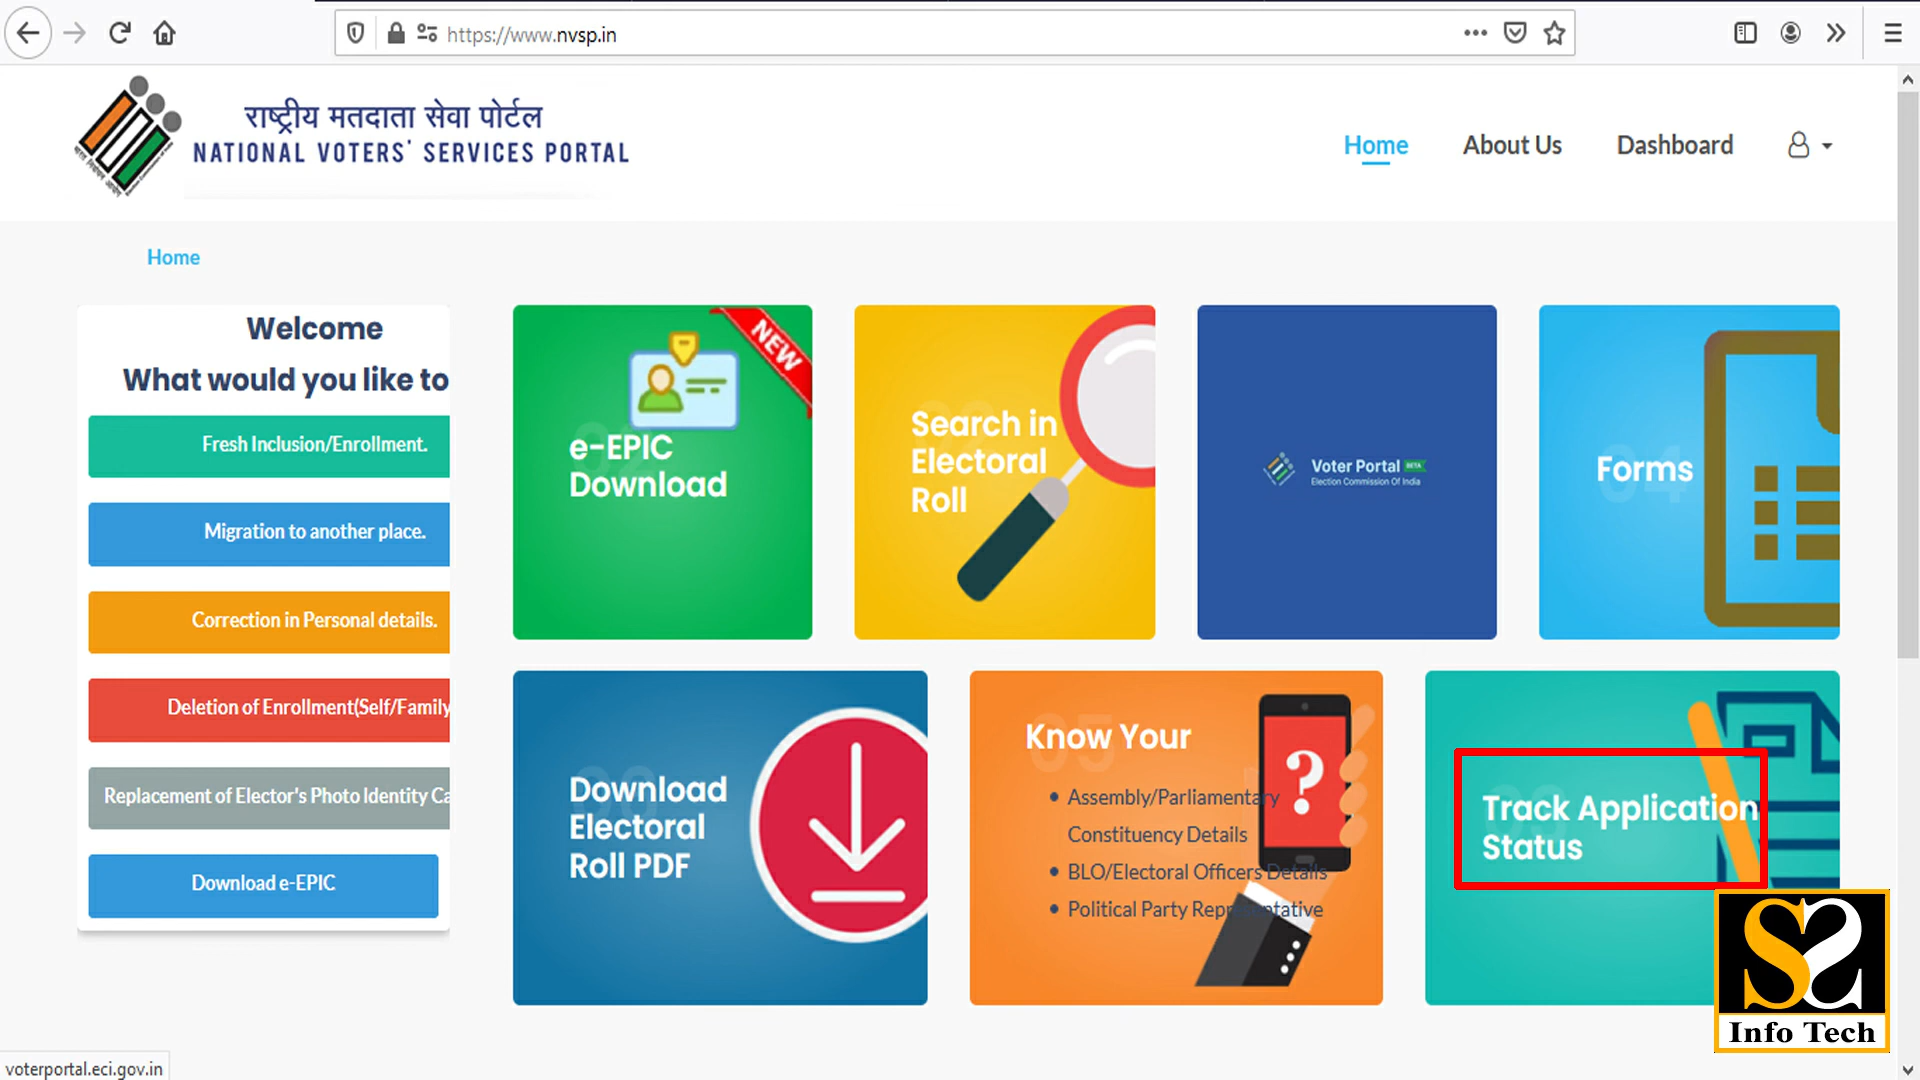 https://www.nvsp.in
राष्ट्रीय मतदाता सेवा पोर्टल
NATIONAL VOTERS' SERVICES PORTAL
Home
About Us
Dashboard
Home
Welcome
What would you like to
Fresh Inclusion/Enrollment.
Migration to another place.
Correction in Personal details.
Deletion of Enrollment(Self/Family
Replacement of Elector's Photo Identity Ca
Download e-EPIC
NEW
e-EPIC
Download
Search in
Electoral
Roll
Voter Portal BETA
Election Commission Of India
Forms
Download
Electoral
Roll PDF
Know Your
• Assembly/Parliamentary
Constituency Details
• BLO/Electoral Officers Details
• Political Party Representative
Track Application
Status
SS
Info Tech
voterportal.eci.gov.in